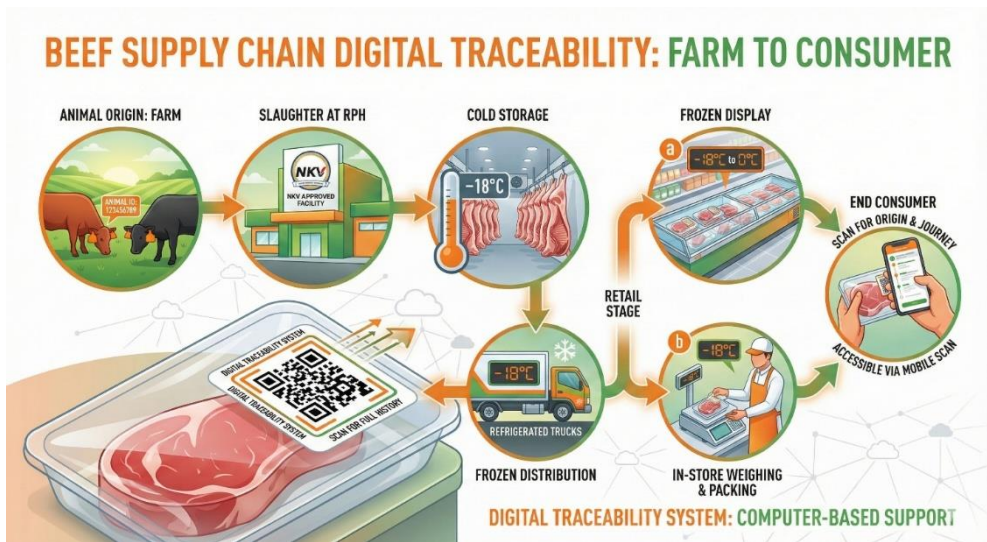 BEEF SUPPLY CHAIN DIGITAL TRACEABILITY: FARM TO CONSUMER
ANIMAL ORIGIN: FARM
ANIMAL ID:
123456789
SLAUGHTER AT RPH
NKV
NKV APPROVED
FACILITY
COLD STORAGE
-18°C
FROZEN DISPLAY
a
-18°C to 0°C
END CONSUMER
SCAN FOR ORIGIN & JOURNEY
ACCESSIBLE VIA MOBILE SCAN
RETAIL
STAGE
b
-18°C
IN-STORE WEIGHING
& PACKING
-18°C
REFRIGERATED TRUCKS
FROZEN DISTRIBUTION
DIGITAL TRACEABILITY SYSTEM
DIGITAL TRACEABILITY SYSTEM
SCAN FOR FULL HISTORY
DIGITAL TRACEABILITY SYSTEM: COMPUTER-BASED SUPPORT